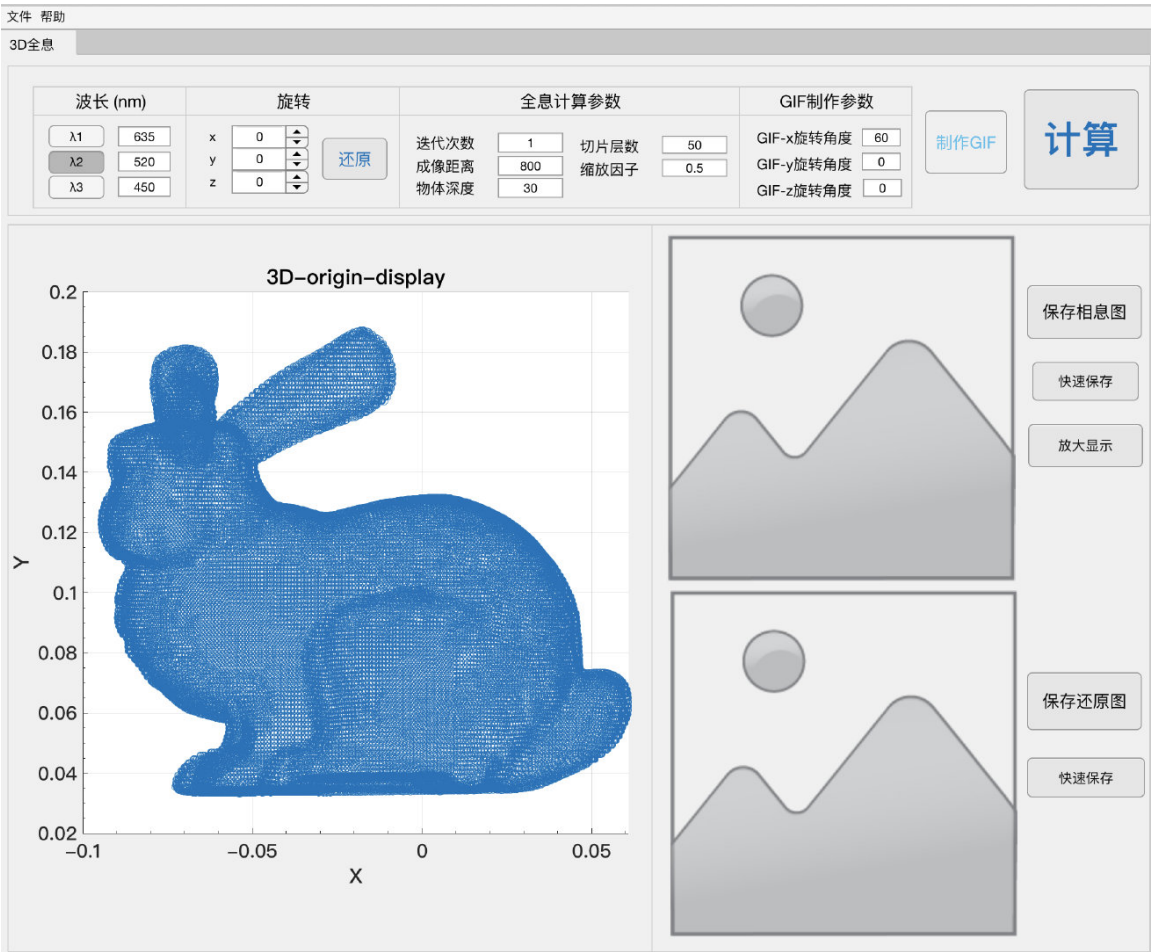 文件 帮助
3D全息
波长 (nm)
λ1 635
λ2 520
λ3 450
旋转
x 0
y 0
z 0
还原
全息计算参数
迭代次数 1 切片层数 50
成像距离 800 缩放因子 0.5
物体深度 30
GIF制作参数
GIF-x旋转角度 60
GIF-y旋转角度 0
GIF-z旋转角度 0
制作GIF
计算
3D-origin-display
0.2
0.18
0.16
0.14
0.12
0.1
0.08
0.06
0.04
0.02
Y
-0.1 -0.05 0 0.05
X
保存相息图
快速保存
放大显示
保存还原图
快速保存